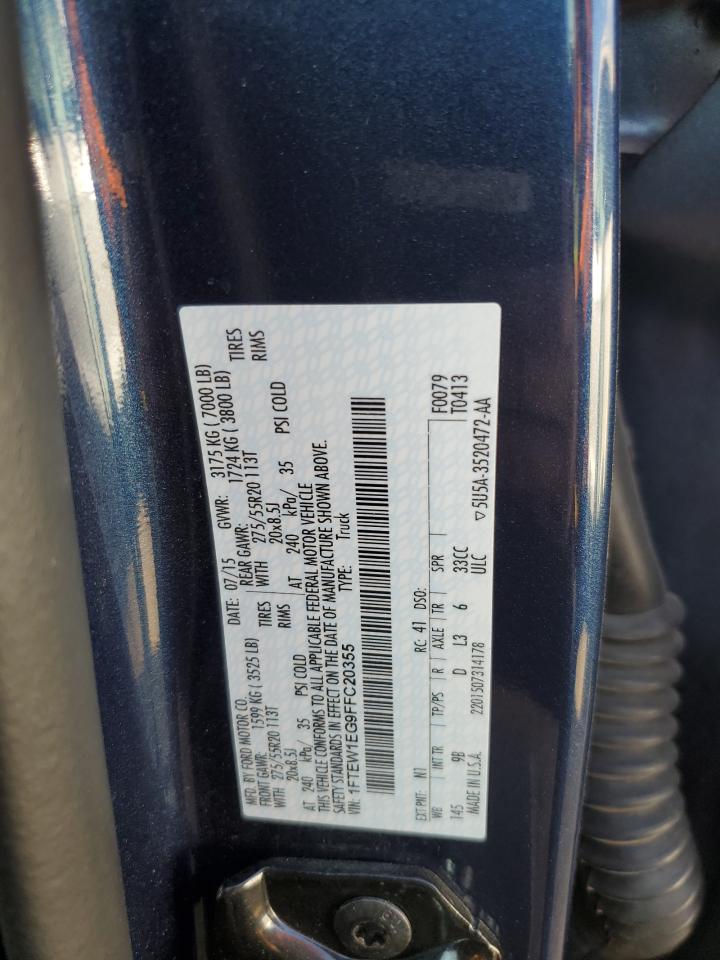 MFD. BY FORD MOTOR CO. DATE: 07/15 GVWR: 3175 KG ( 7000 LB)
FRONT GAWR: 1599 KG ( 3525 LB) REAR GAWR: 1724 KG ( 3800 LB)
WITH 275/55R20 113T TIRES WITH 275/55R20 113T TIRES
20x8.5J RIMS 20x8.5J RIMS
AT 240 kPa/ 35 PSI COLD AT 240 kPa/ 35 PSI COLD
THIS VEHICLE CONFORMS TO ALL APPLICABLE FEDERAL MOTOR VEHICLE
SAFETY STANDARDS IN EFFECT ON THE DATE OF MANUFACTURE SHOWN ABOVE.
VIN: 1FTEW1EG9FFC20355 TYPE: Truck
EXT PNT: N1 RC: 41 DSO: F0079
WB INT TR TP/PS R AXLE TR SPR T0413
145 9B D L3 6 33CC
MADE IN U.S.A. 2201507314178 ULC ▽5U5A-3520472-AA